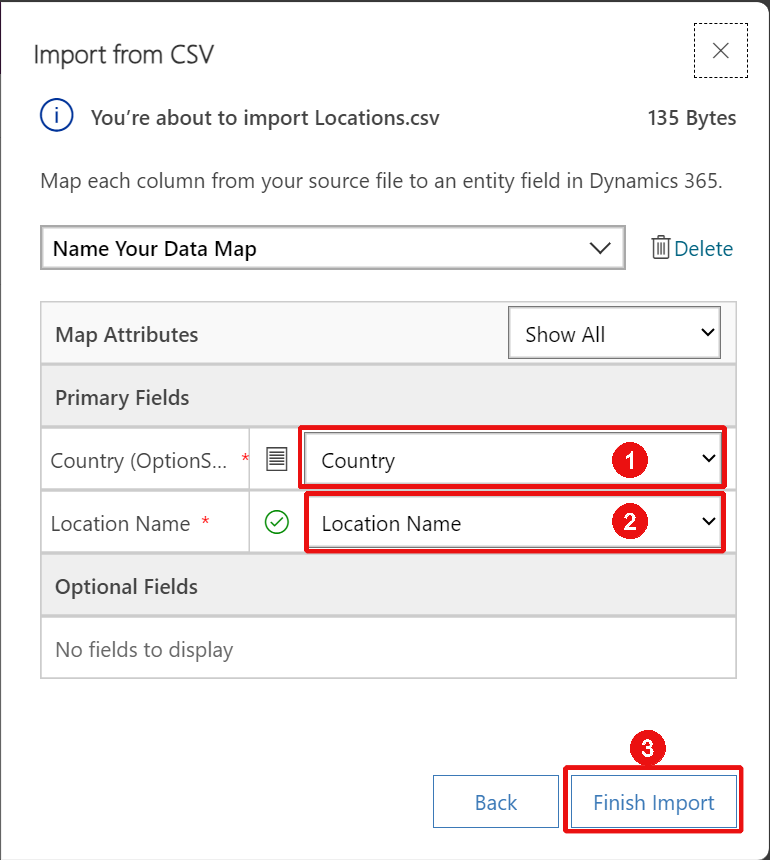 Import from CSV
You're about to import Locations.csv 135 Bytes
Map each column from your source file to an entity field in Dynamics 365.
Name Your Data Map Delete
Map Attributes Show All
Primary Fields
Country (OptionS... * Country 1
Location Name * Location Name 2
Optional Fields
No fields to display
3
Back Finish Import